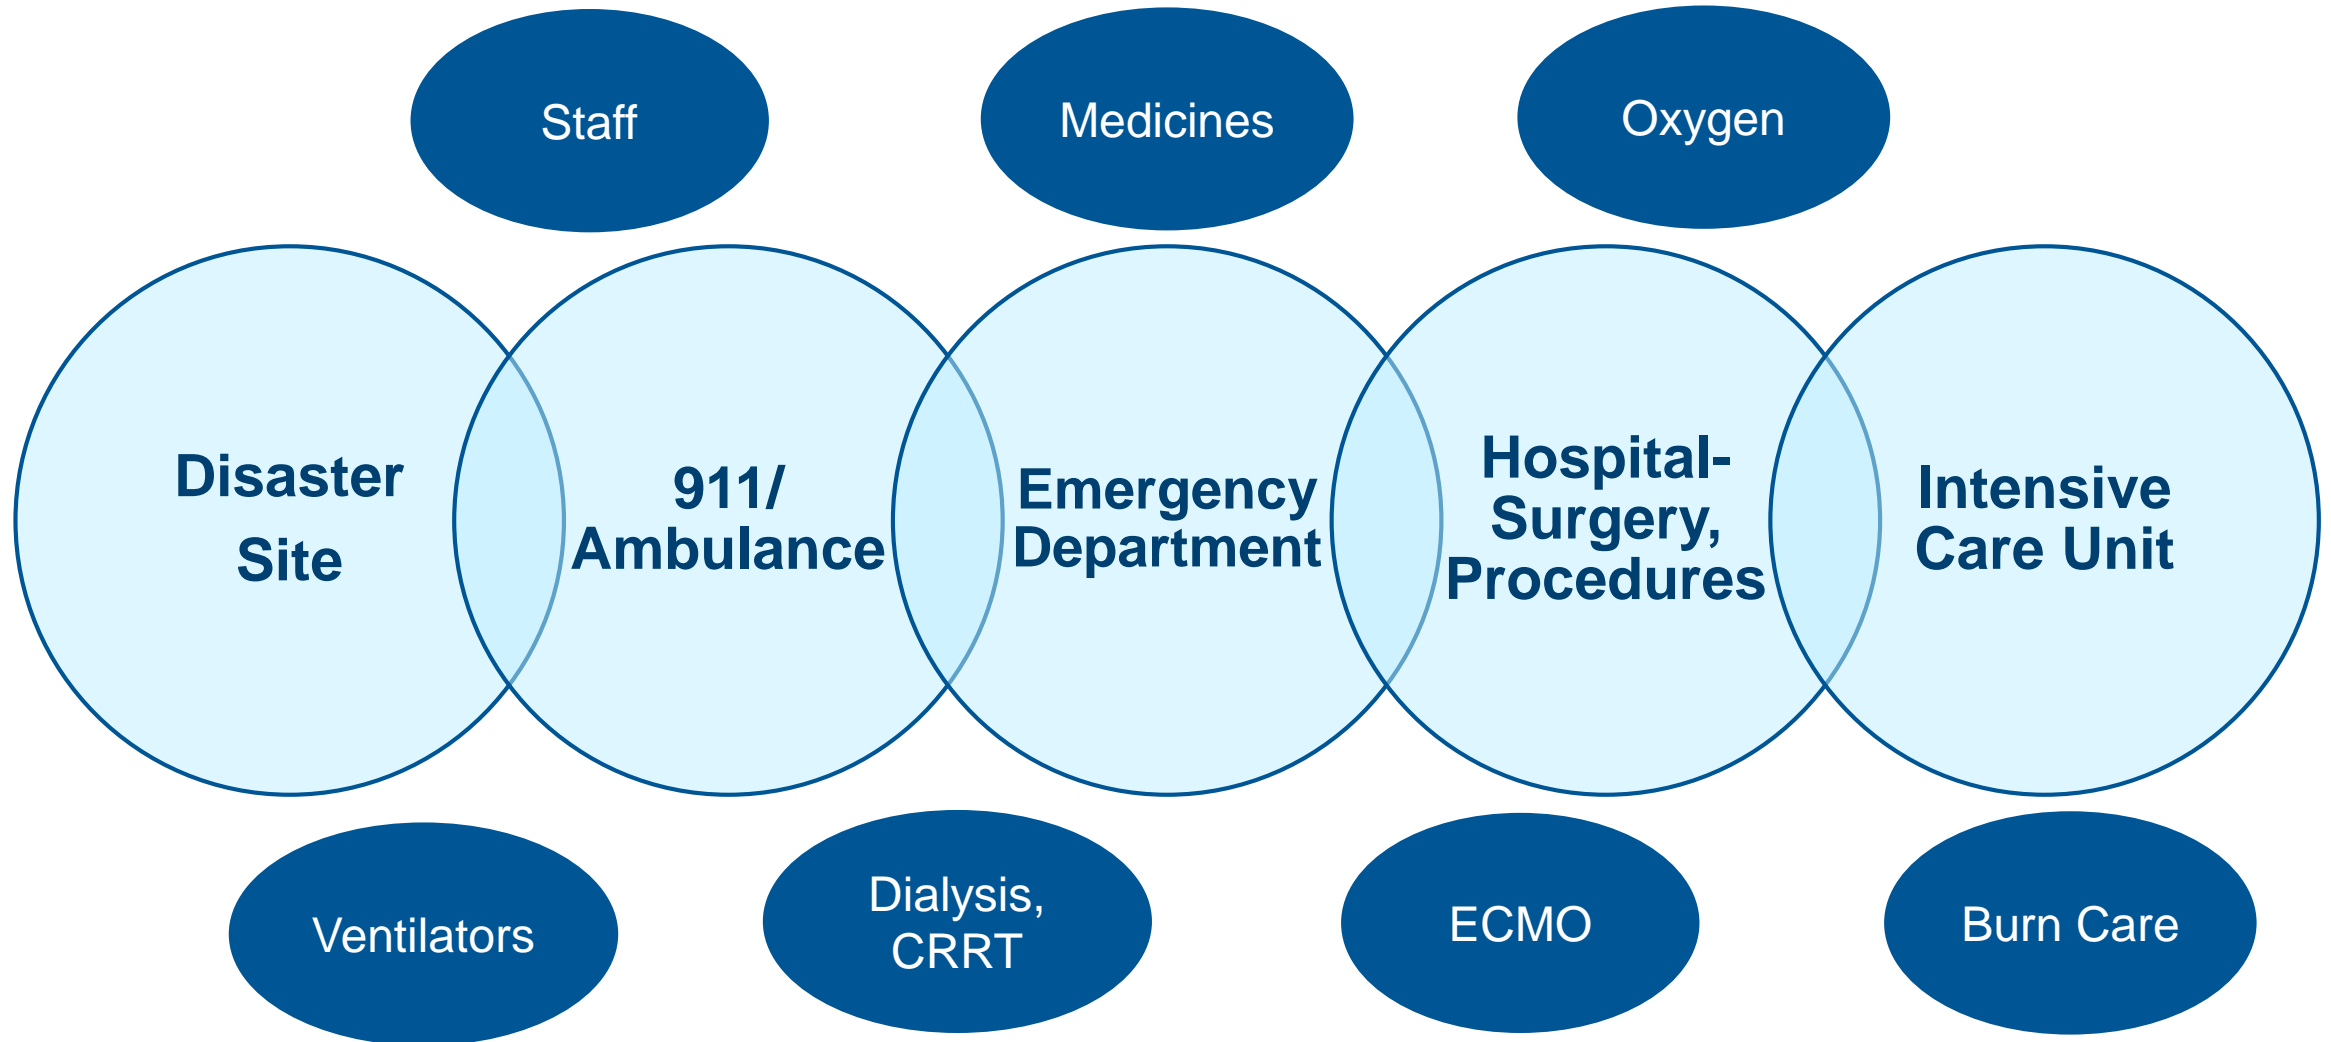 Staff
Medicines
Oxygen
Disaster
Site
911/
Ambulance
Emergency
Department
Hospital-
Surgery,
Procedures
Intensive
Care Unit
Ventilators
Dialysis,
CRRT
ECMO
Burn Care